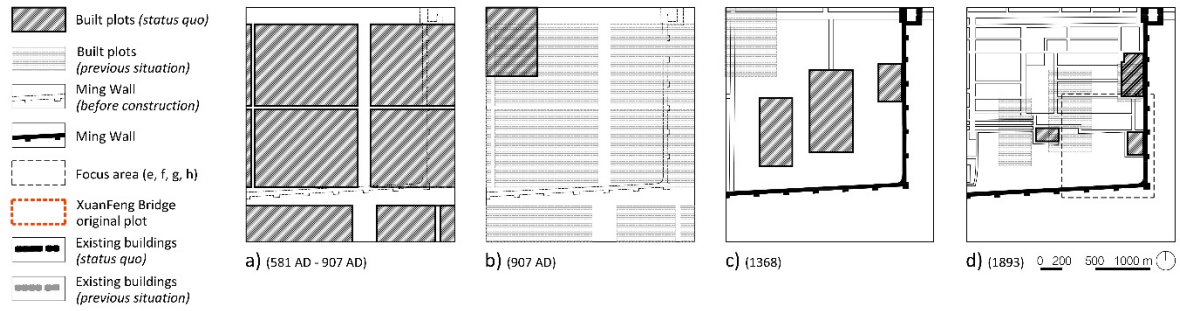 Built plots (status quo)
Built plots
(previous situation)
Ming Wall
(before construction)
Ming Wall
Focus area (e, f, g, h)
XuanFeng Bridge
original plot
Existing buildings
(status quo)
Existing buildings
(previous situation)
a) (581 AD - 907 AD)
b) (907 AD)
c) (1368)
d) (1893)
0 200 500 1000 m